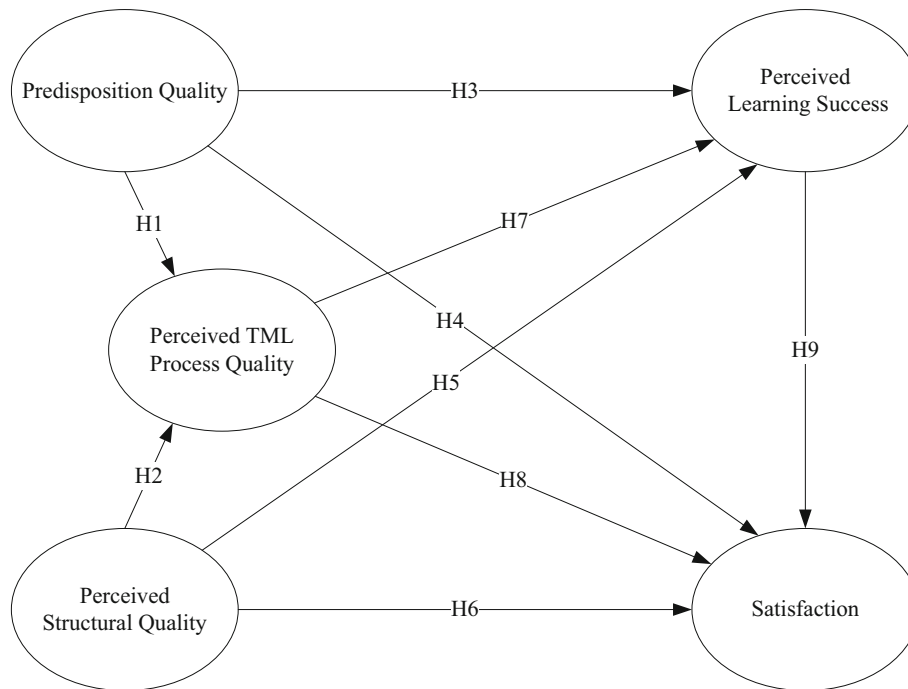 Predisposition Quality
H3
Perceived
Learning Success
H1
H7
Perceived TML
Process Quality
H4
H5
H9
H2
H8
Perceived
Structural Quality
H6
Satisfaction